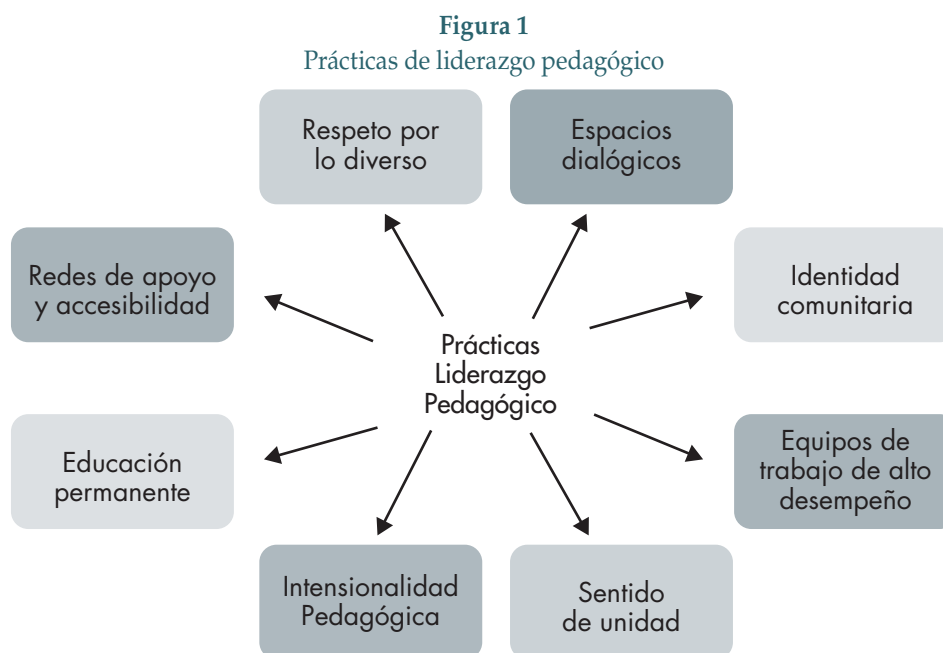 Figura 1
Prácticas de liderazgo pedagógico
Respeto por
lo diverso
Espacios
dialógicos
Redes de apoyo
y accesibilidad
Identidad
comunitaria
Prácticas
Liderazgo
Pedagógico
Educación
permanente
Equipos de
trabajo de alto
desempeño
Intensionalidad
Pedagógica
Sentido
de unidad